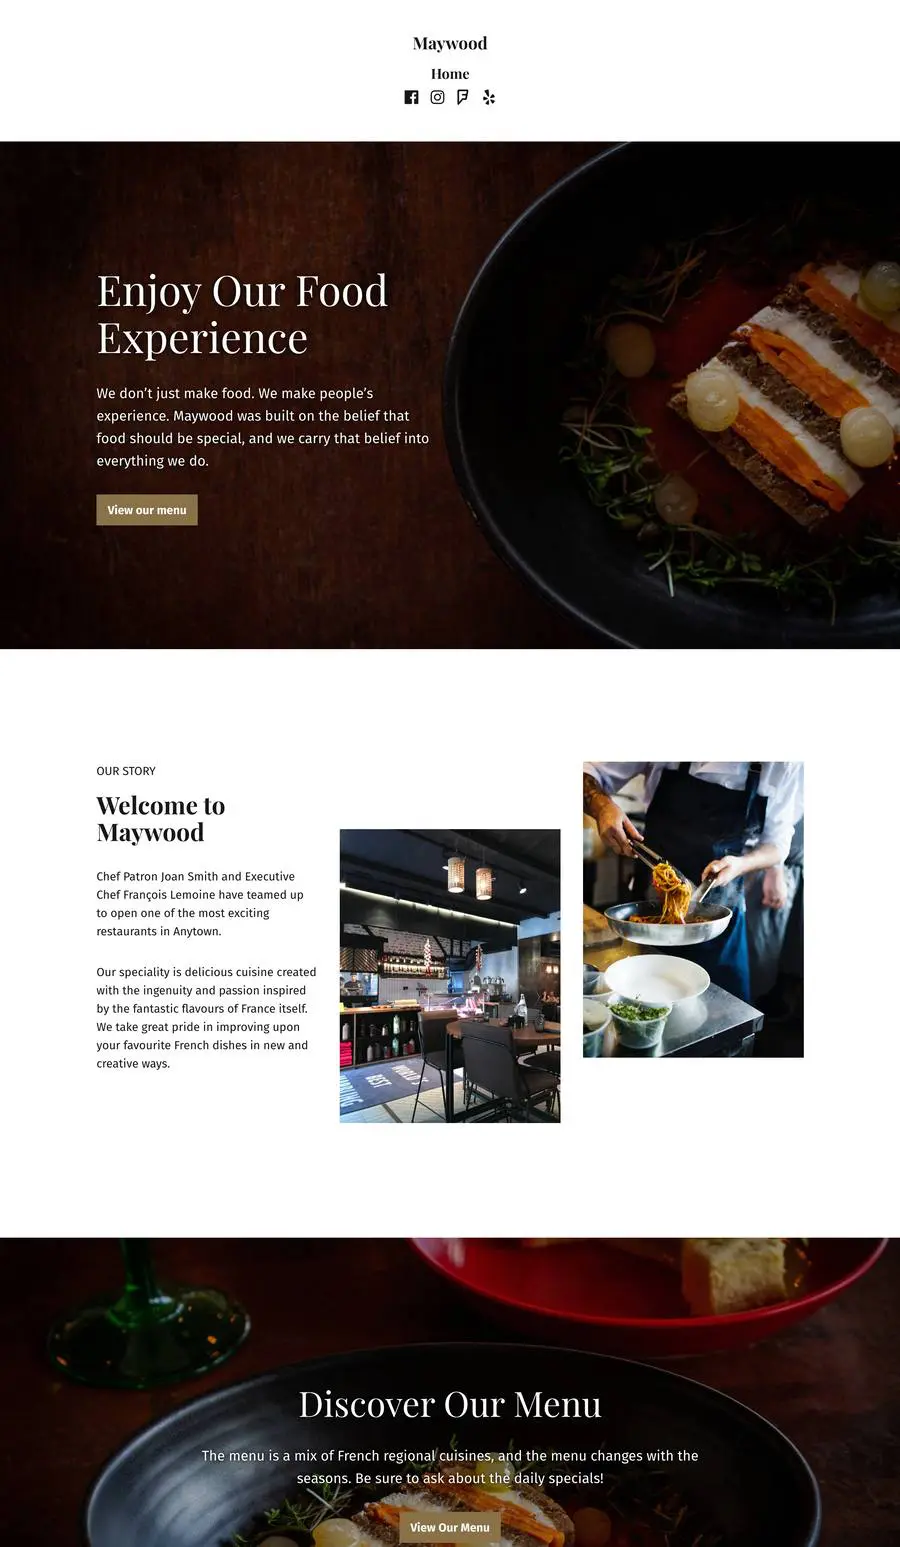 Maywood
Home
Enjoy Our Food
Experience
We don’t just make food. We make people’s
experience. Maywood was built on the belief that
food should be special, and we carry that belief into
everything we do.
View our menu
OUR STORY
Welcome to
Maywood
Chef Patron Joan Smith and Executive
Chef François Lemoine have teamed up
to open one of the most exciting
restaurants in Anytown.
Our speciality is delicious cuisine created
with the ingenuity and passion inspired
by the fantastic flavours of France itself.
We take great pride in improving upon
your favourite French dishes in new and
creative ways.
WORLD'S
BEST
Discover Our Menu
The menu is a mix of French regional cuisines, and the menu changes with the
seasons. Be sure to ask about the daily specials!
View Our Menu